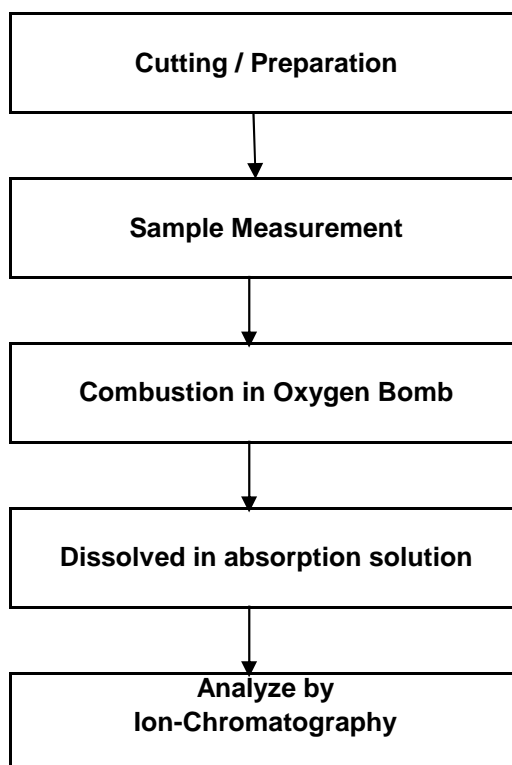 Cutting / Preparation
Sample Measurement
Combustion in Oxygen Bomb
Dissolved in absorption solution
Analyze by
Ion-Chromatography